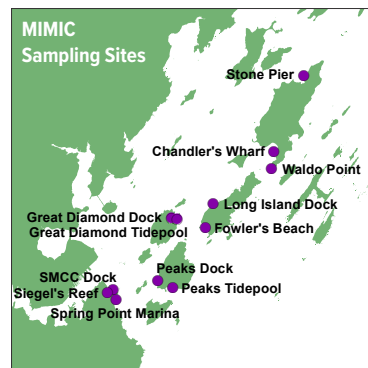 MIMIC
Sampling Sites
Stone Pier
Chandler's Wharf
Waldo Point
Long Island Dock
Great Diamond Dock
Great Diamond Tidepool
Fowler's Beach
Peaks Dock
SMCC Dock
Peaks Tidepool
Siegel's Reef
Spring Point Marina